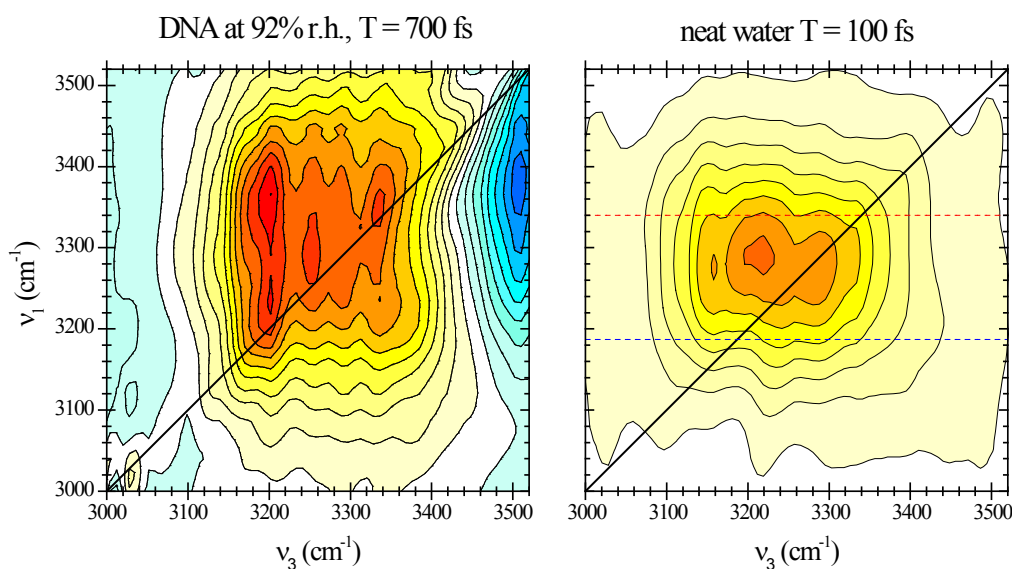 DNA at 92% r.h., T = 700 fs
neat water T = 100 fs
3500
3400
3300
3200
3100
3000
ν₁ (cm⁻¹)
3000 3100 3200 3300 3400 3500
3000 3100 3200 3300 3400 3500
ν₃ (cm⁻¹)
ν₃ (cm⁻¹)